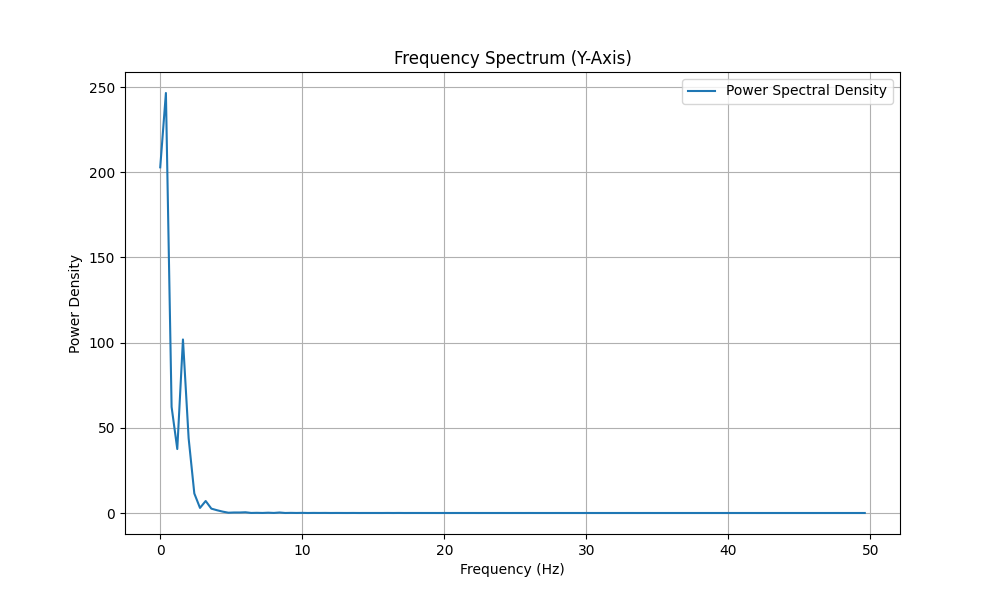 Frequency Spectrum (Y-Axis)
Power Spectral Density
250
200
150
100
50
0
Power Density
0 10 20 30 40 50
Frequency (Hz)